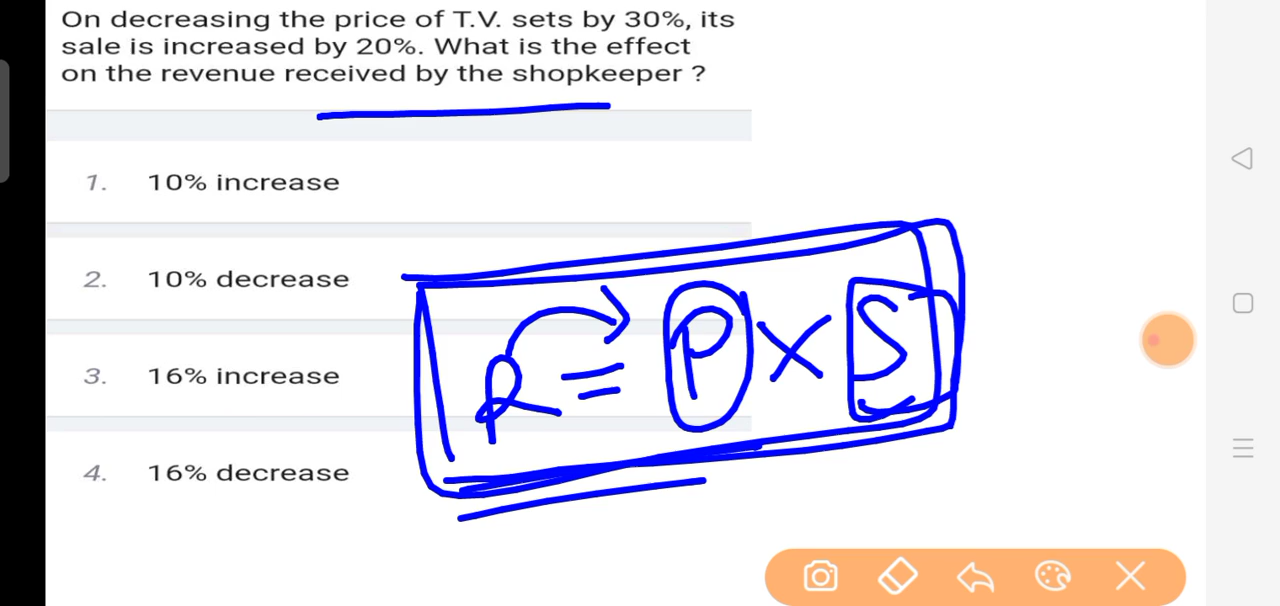 On decreasing the price of T.V. sets by 30%, its
sale is increased by 20%. What is the effect
on the revenue received by the shopkeeper ?
1. 10% increase
2. 10% decrease
3. 16% increase
4. 16% decrease
R = P × S